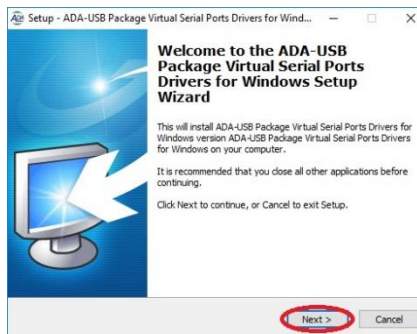 ADA Setup - ADA-USB Package Virtual Serial Ports Drivers for Wind...
Welcome to the ADA-USB
Package Virtual Serial Ports
Drivers for Windows Setup
Wizard
This will install ADA-USB Package Virtual Serial Ports Drivers for
Windows version ADA-USB Package Virtual Serial Ports Drivers
for Windows on your computer.
It is recommended that you close all other applications before
continuing.
Click Next to continue, or Cancel to exit Setup.
Next > Cancel